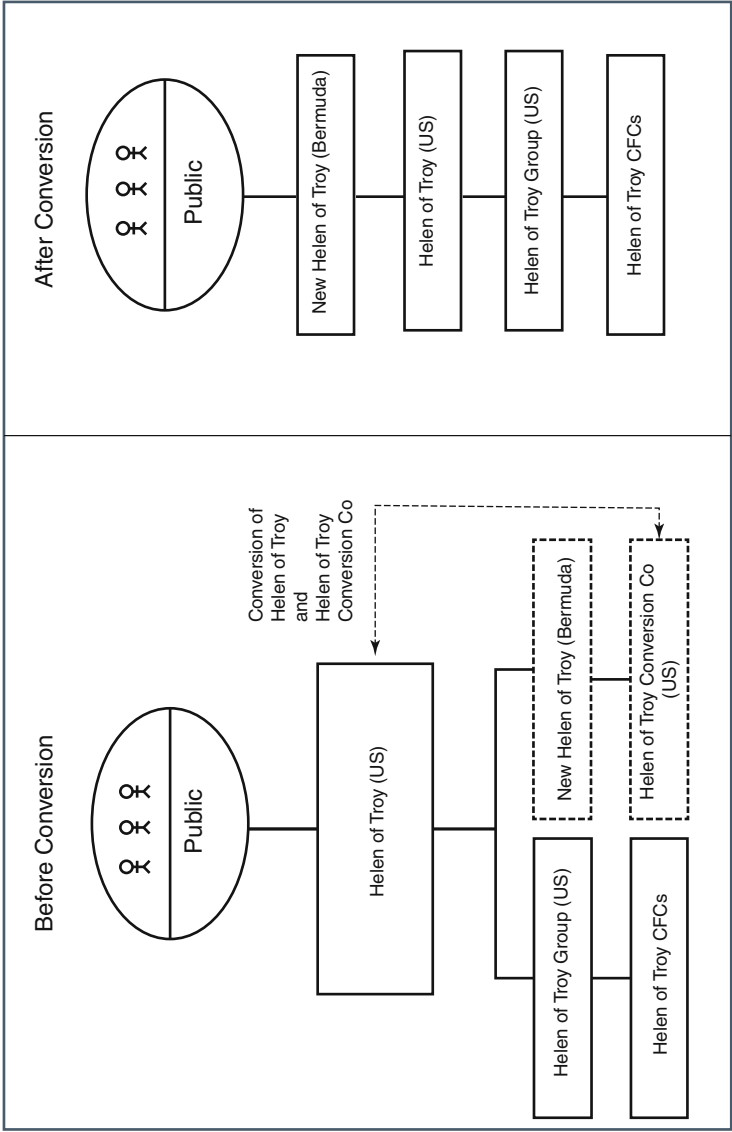 Before Conversion
Public
Helen of Troy (US)
Conversion of
Helen of Troy
and
Helen of Troy
Conversion Co
Helen of Troy Group (US)
New Helen of Troy (Bermuda)
Helen of Troy CFCs
Helen of Troy Conversion Co
(US)
After Conversion
Public
New Helen of Troy (Bermuda)
Helen of Troy (US)
Helen of Troy Group (US)
Helen of Troy CFCs